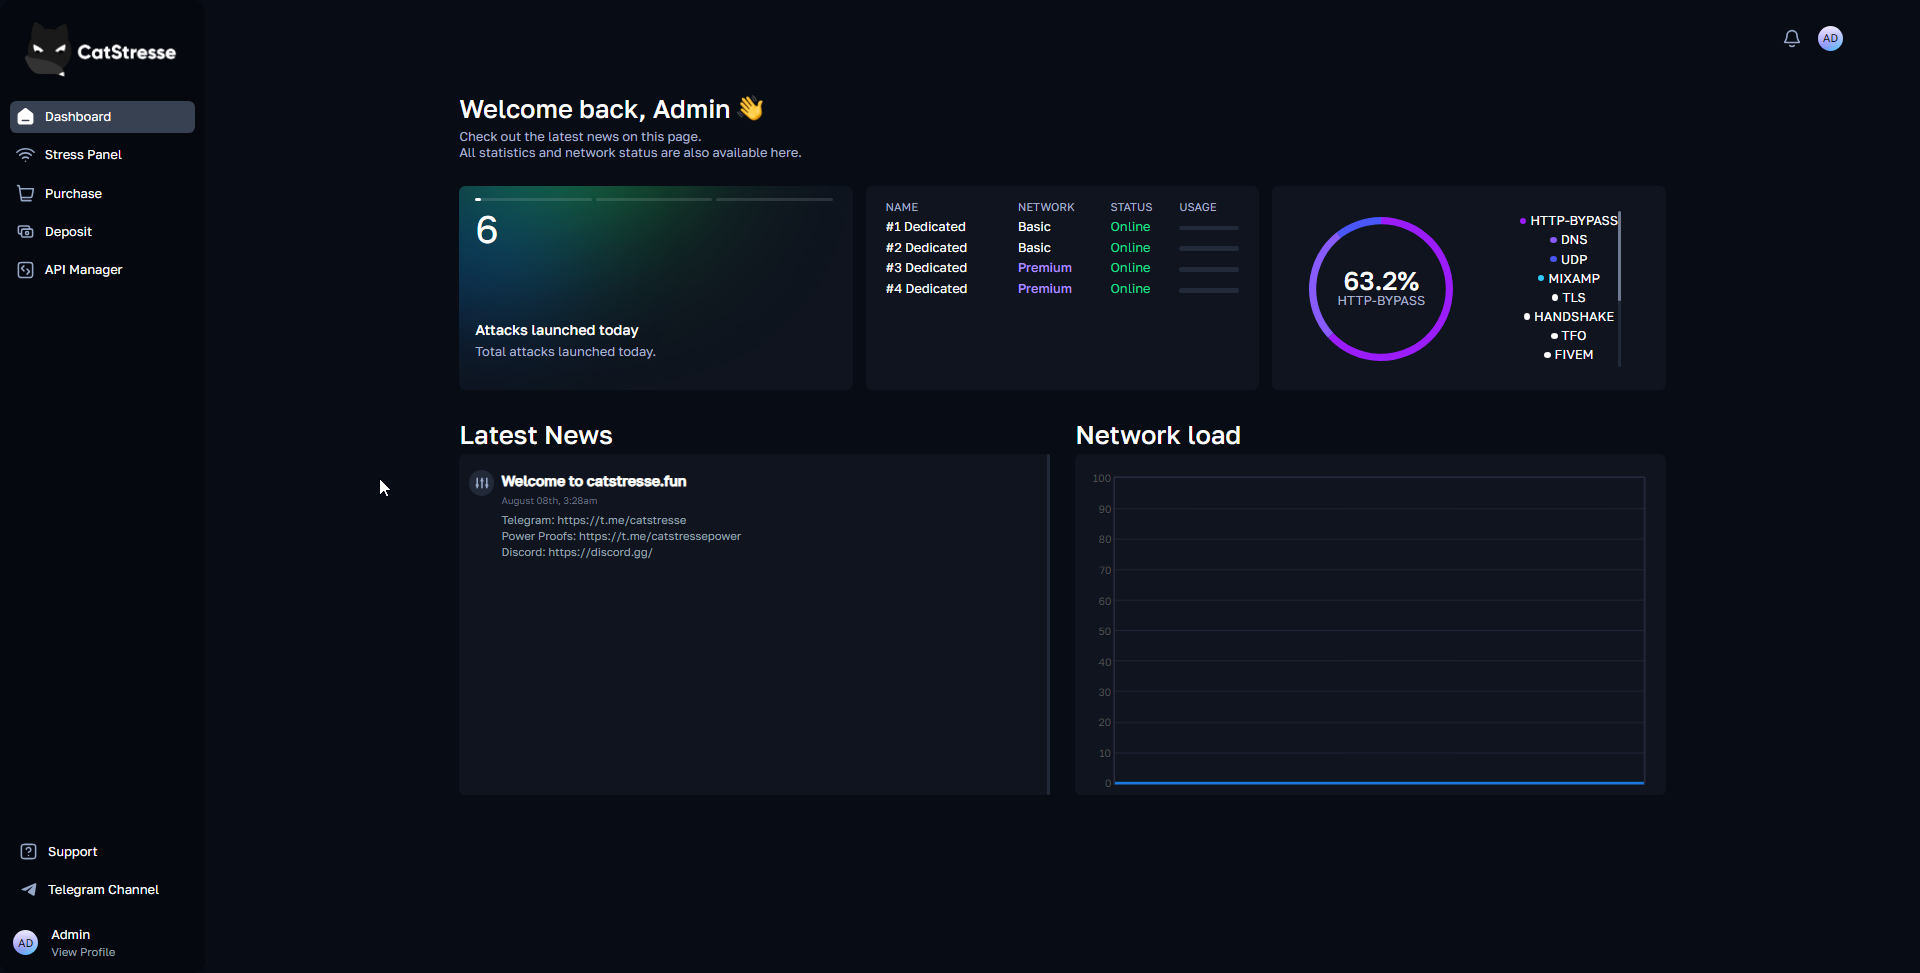 CatStresse
AD
Dashboard
Stress Panel
Purchase
Deposit
API Manager
Welcome back, Admin 👋
Check out the latest news on this page.
All statistics and network status are also available here.
6
Attacks launched today
Total attacks launched today.
NAME NETWORK STATUS USAGE
#1 Dedicated Basic Online
#2 Dedicated Basic Online
#3 Dedicated Premium Online
#4 Dedicated Premium Online
63.2%
HTTP-BYPASS
HTTP-BYPASS
DNS
UDP
MIXAMP
TLS
HANDSHAKE
TFO
FIVEM
Latest News
Welcome to catstresse.fun
August 08th, 3:28am
Telegram: https://t.me/catstresse
Power Proofs: https://t.me/catstressepower
Discord: https://discord.gg/
Network load
100
90
80
70
60
50
40
30
20
10
0
Support
Telegram Channel
AD
Admin
View Profile